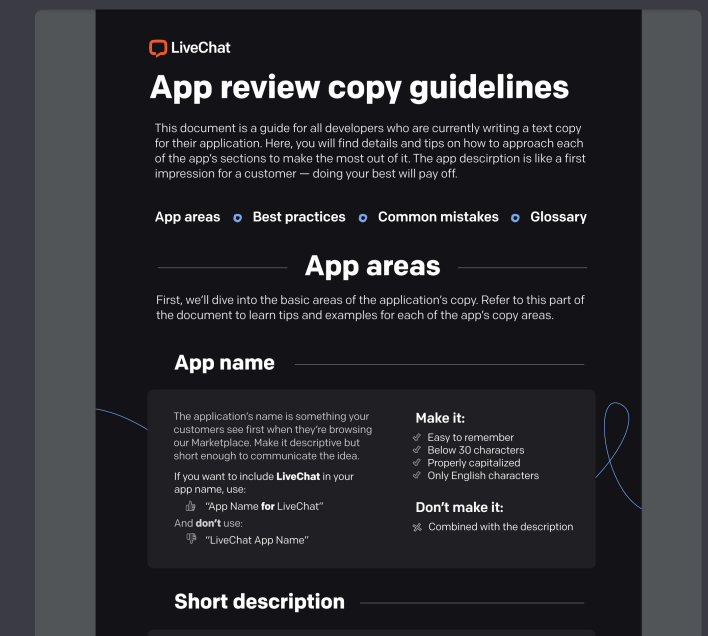 LiveChat
App review copy guidelines
This document is a guide for all developers who are currently writing a text copy
for their application. Here, you will find details and tips on how to approach each
of the app's sections to make the most out of it. The app descirption is like a first
impression for a customer — doing your best will pay off.
App areas Best practices Common mistakes Glossary
App areas
First, we'll dive into the basic areas of the application's copy. Refer to this part of
the document to learn tips and examples for each of the app's copy areas.
App name
The application's name is something your
customers see first when they're browsing
our Marketplace. Make it descriptive but
short enough to communicate the idea.
If you want to include LiveChat in your
app name, use:
"App Name for LiveChat"
And don't use:
"LiveChat App Name"
Make it:
Easy to remember
Below 30 characters
Properly capitalized
Only English characters
Don't make it:
Combined with the description
Short description